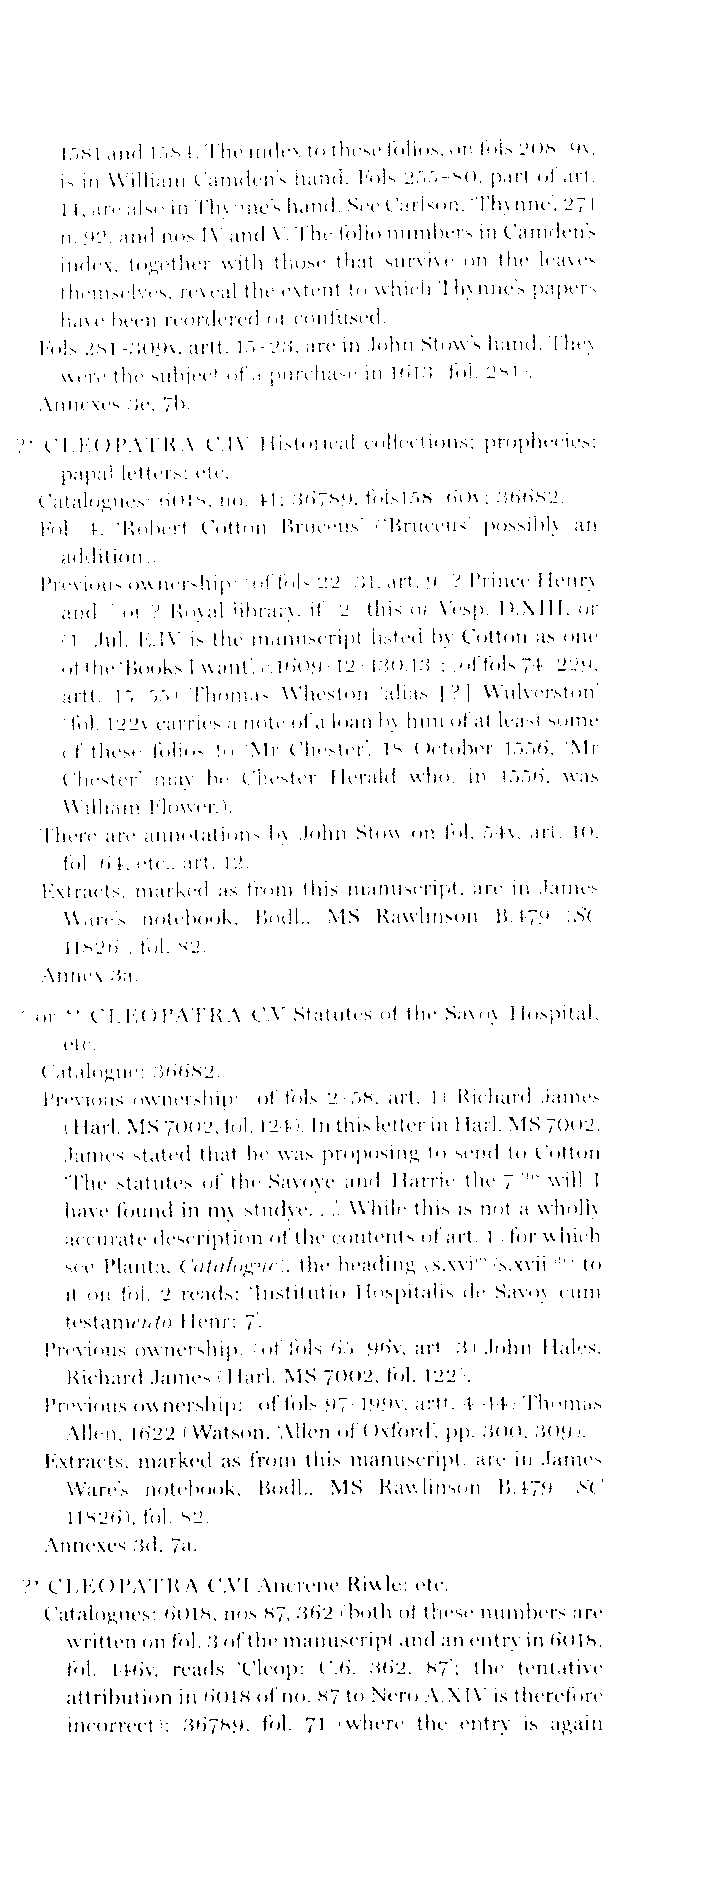 1581 and 1584. The index to these folios, on fols 208–9v,
is in William Camden's hand. Fols 255–80, part of art.
14, are also in Thynne's hand. See Carlson, 'Thynne', 271
n. 92, and nos IV and V. The folio numbers in Camden's
index, together with those that survive on the leaves
themselves, reveal the extent to which Thynne's papers
have been reordered or confused.
Fols 281–309v, artt. 15–23, are in John Stow's hand. They
were the subject of a purchase in 1613 (fol. 281).
Annexes 3e, 7b.
?* CLEOPATRA C.IV Historical collections; prophecies;
papal letters; etc.
Catalogues: 6018, no. 41; 36789, fols158–60v; 36682.
Fol. 4, 'Robert Cotton Bruceus' ('Bruceus' possibly an
addition).
Previous ownership: (of fols 22–31, art. 9) ? Prince Henry
and/or ? Royal library, if (2) this or Vesp. D.XIII, or
(1) Jul. E.IV is the manuscript listed by Cotton as one
of the 'Books I want', c.1609–12 (130.13); (of fols 74–229,
artt. 15–55) Thomas Wheston 'alias [?] Wulverston'
(fol. 122v carries a note of a loan by him of at least some
of these folios to 'Mr Chester', 18 October 1556. 'Mr
Chester' may be Chester Herald who, in 1556, was
William Flower.).
There are annotations by John Stow on fol. 54v, art. 10,
fol. 64, etc., art. 12.
Extracts, marked as from this manuscript, are in James
Ware's notebook, Bodl., MS Rawlinson B.479 (SC
11826), fol. 82.
Annex 3a.
* or ** CLEOPATRA C.V Statutes of the Savoy Hospital,
etc.
Catalogue: 36682.
Previous ownership: (of fols 2–58, art. 1) Richard James
(Harl. MS 7002, fol. 124). In this letter in Harl. MS 7002,
James stated that he was proposing to send to Cotton
'The statutes of the Savoye and Harrie the 7ths will I
have found in my studye. . .'. While this is not a wholly
accurate description of the contents of art. 1 (for which
see Planta, Catalogue), the heading (s.xviex/s.xviiin) to
it on fol. 2 reads: 'Institutio Hospitalis de Savoy cum
testamento Henr: 7'.
Previous ownership: (of fols 65–96v, art. 3) John Hales,
Richard James (Harl. MS 7002, fol. 122).
Previous ownership: (of fols 97–199v, artt. 4–14) Thomas
Allen, 1622 (Watson, 'Allen of Oxford', pp. 300, 309).
Extracts, marked as from this manuscript, are in James
Ware's notebook, Bodl., MS Rawlinson B.479 (SC
11826), fol. 82.
Annexes 3d, 7a.
?* CLEOPATRA C.VI Ancrene Riwle; etc.
Catalogues: 6018, nos 87, 362 (both of these numbers are
written on fol. 3 of the manuscript and an entry in 6018,
fol. 146v, reads 'Cleop: C.6. 362, 87'; the tentative
attribution in 6018 of no. 87 to Nero A.XIV is therefore
incorrect); 36789, fol. 71 (where the entry is again